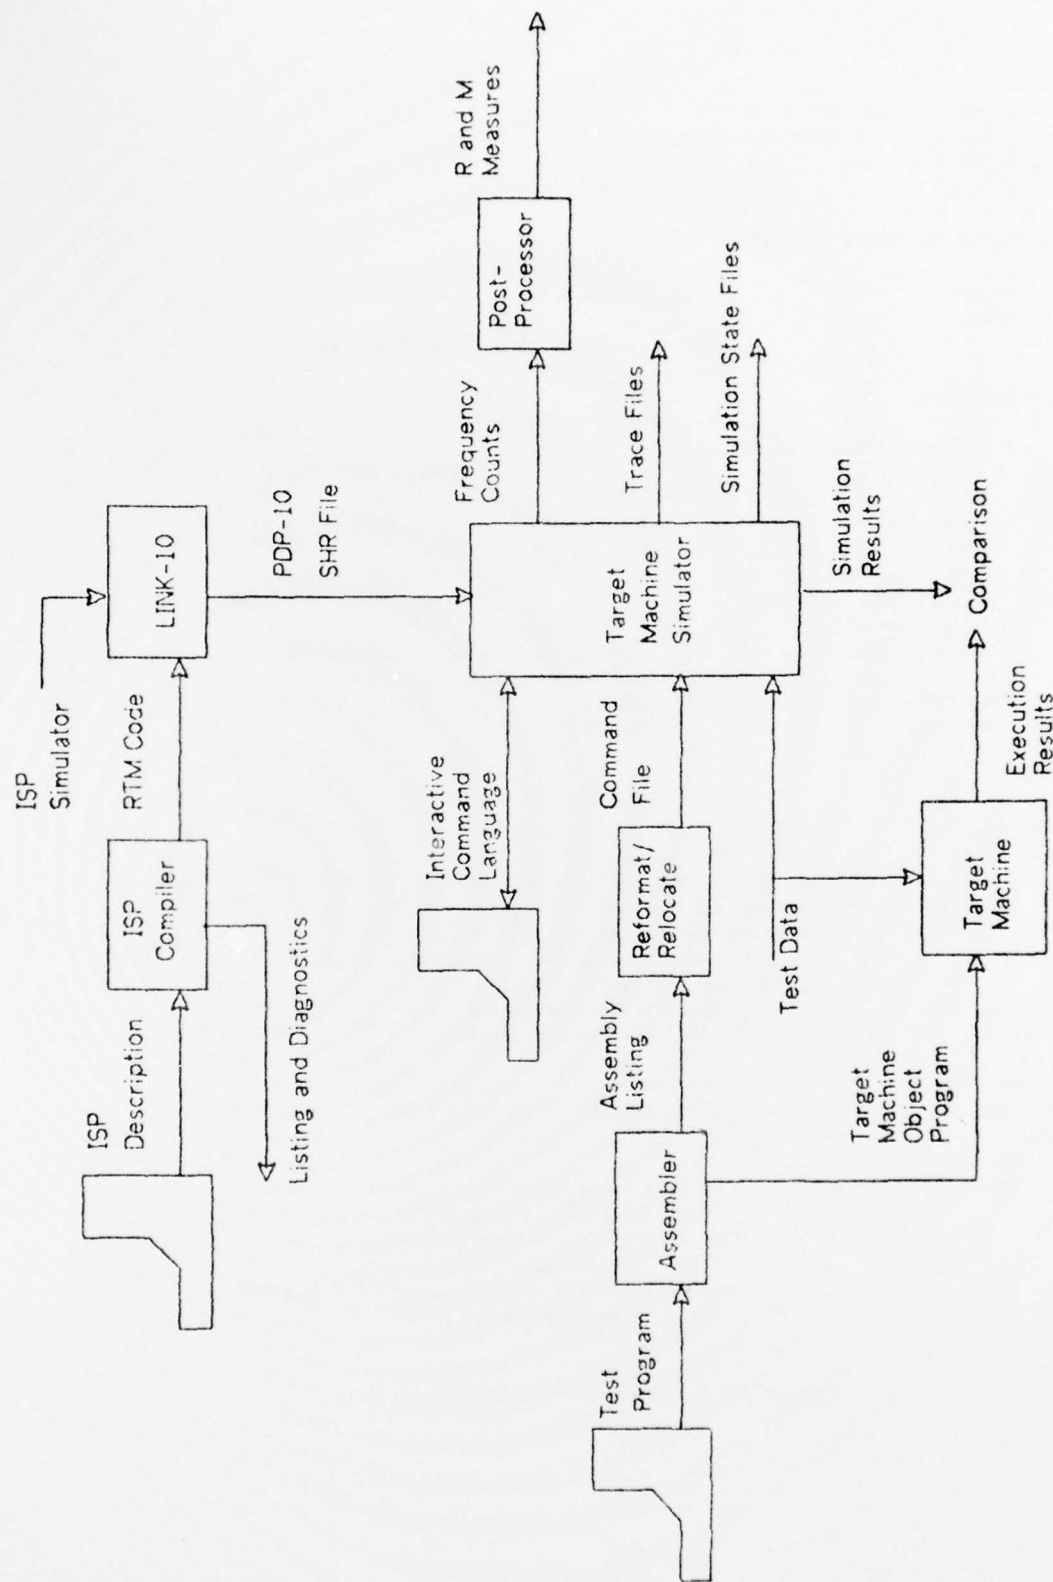 ISP
Simulator
ISP
Description
ISP
Compiler
RTM Code
LINK-10
Listing and Diagnostics
PDP-10
SHR File
Interactive
Command
Language
Frequency
Counts
Post-
Processor
R and M
Measures
Test
Program
Assembler
Assembly
Listing
Reformat/
Relocate
Command
File
Target
Machine
Simulator
Trace Files
Simulation State Files
Test Data
Simulation
Results
Target
Machine
Object
Program
Target
Machine
Execution
Results
Comparison